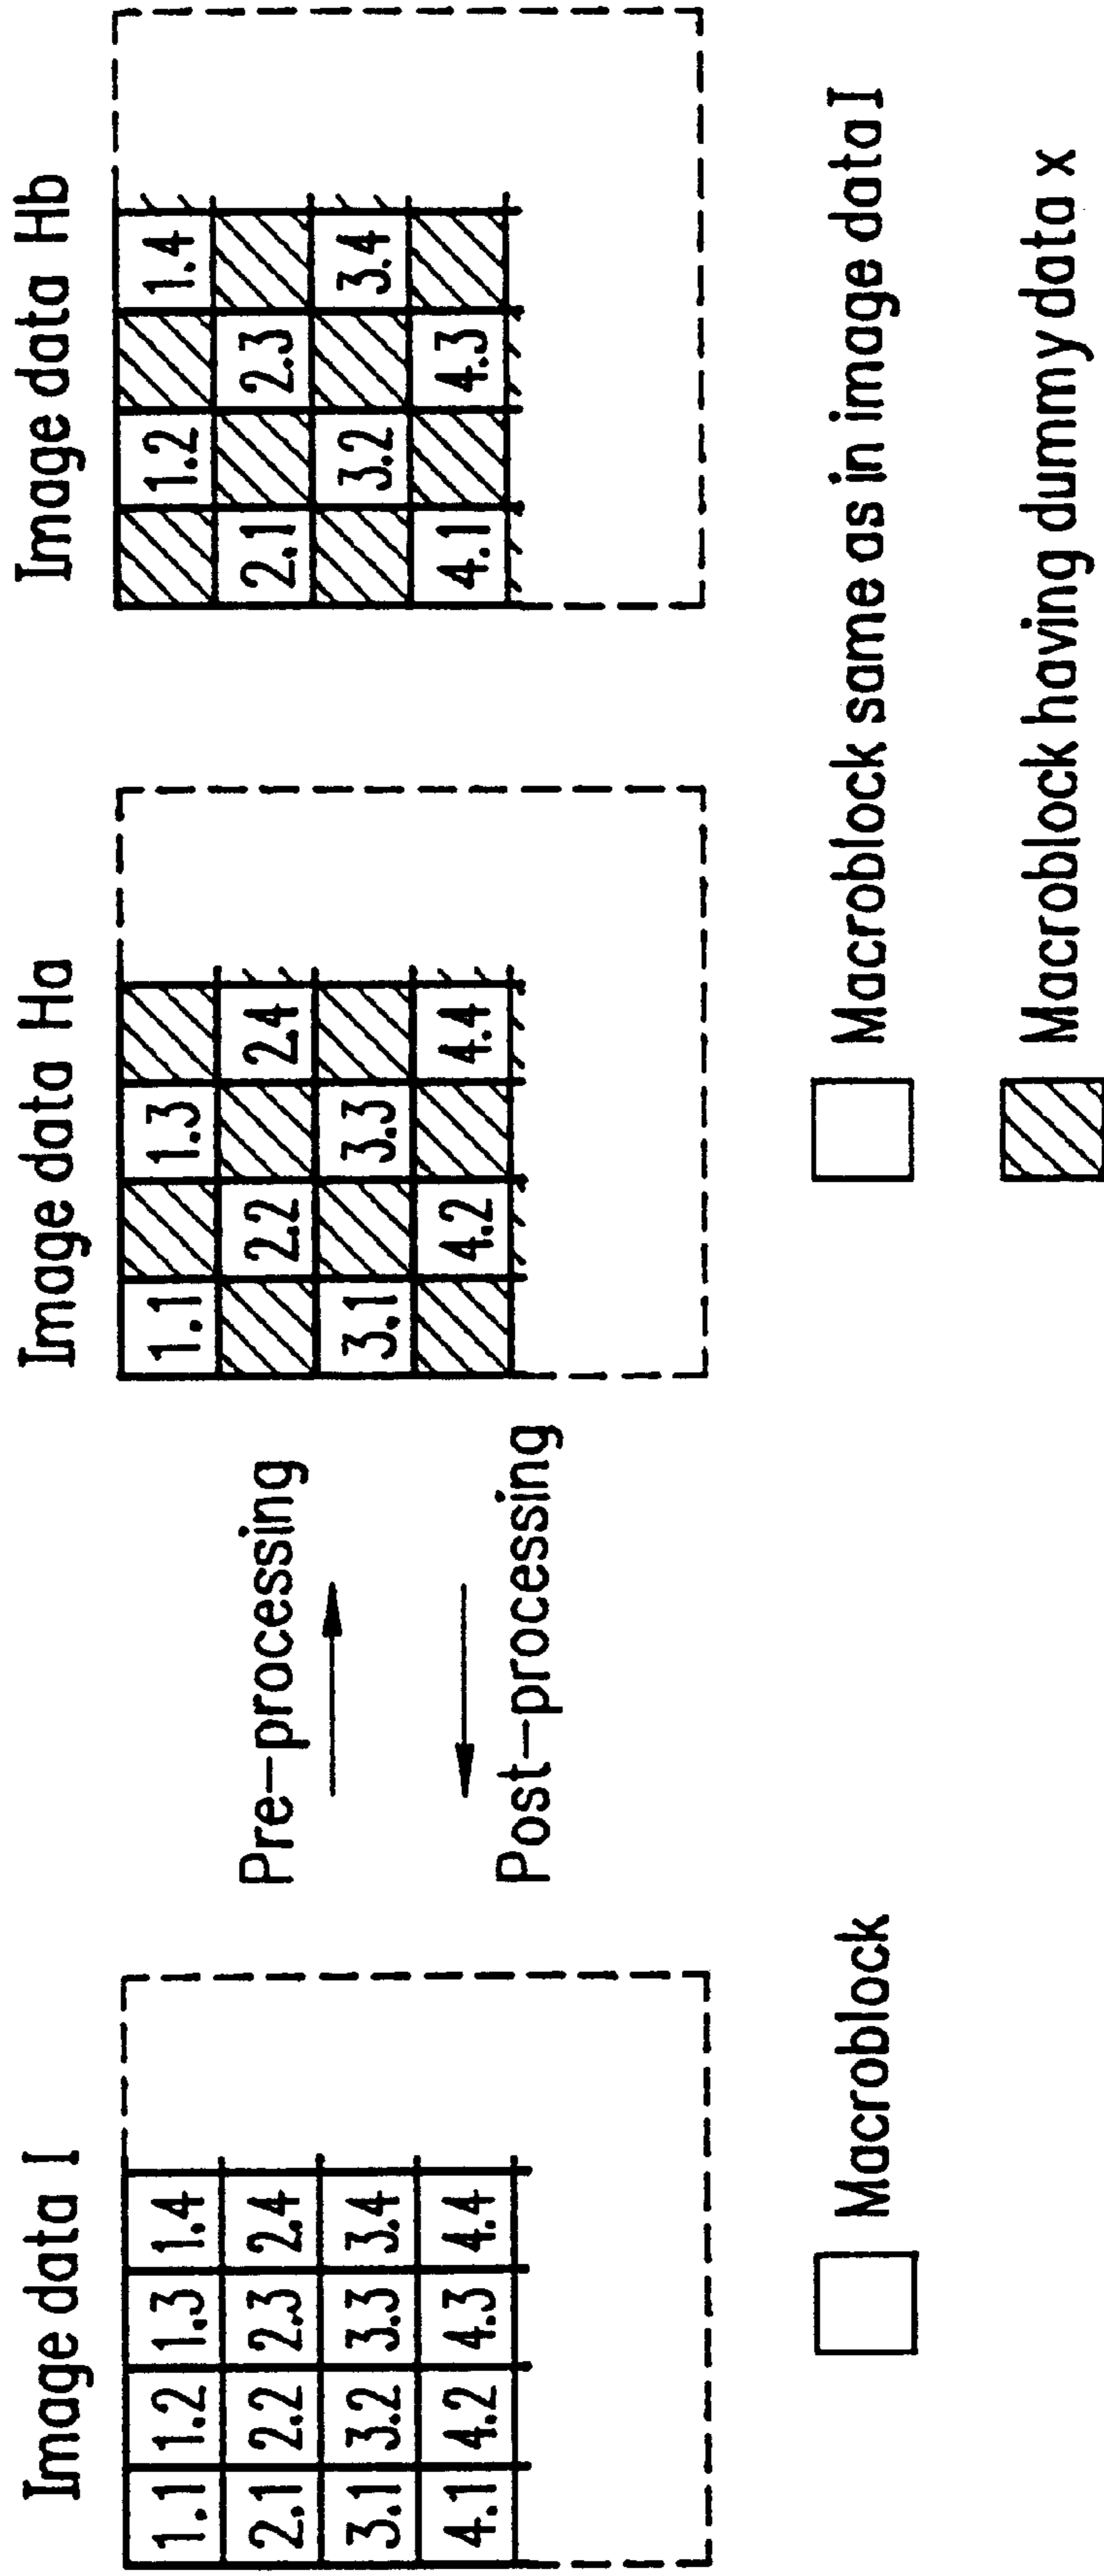 Image data I
1.1 1.2 1.3 1.4
2.1 2.2 2.3 2.4
3.1 3.2 3.3 3.4
4.1 4.2 4.3 4.4
Macroblock
Pre-processing
Post-processing
Image data Ha
1.1 1.3
2.2 2.4
3.1 3.3
4.2 4.4
Image data Hb
1.2 1.4
2.1 2.3
3.2 3.4
4.1 4.3
Macroblock same as in image data I
Macroblock having dummy data x